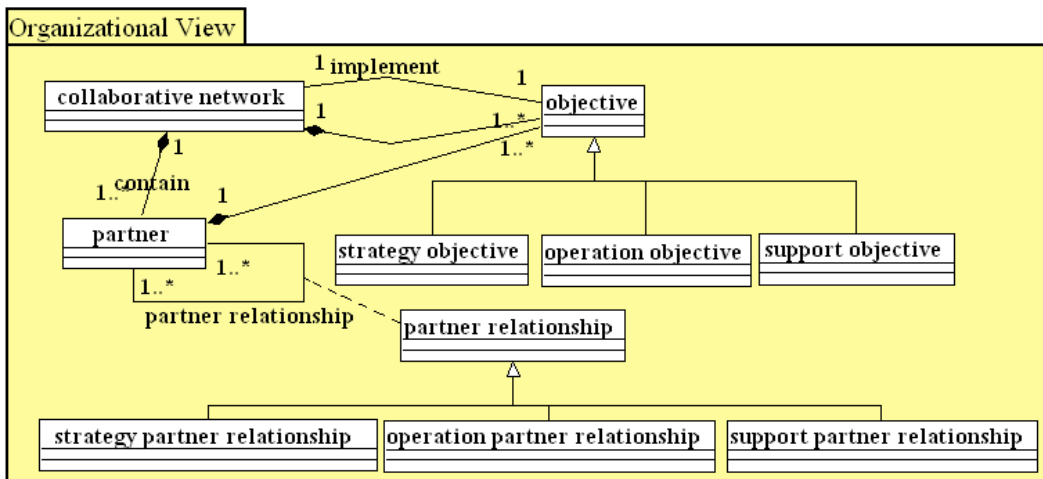 Organizational View
1 implement
1
collaborative network
objective
1
1..*
1
1..*
contain
1..*
1
partner
strategy objective
operation objective
support objective
1..*
1..*
partner relationship
partner relationship
strategy partner relationship
operation partner relationship
support partner relationship